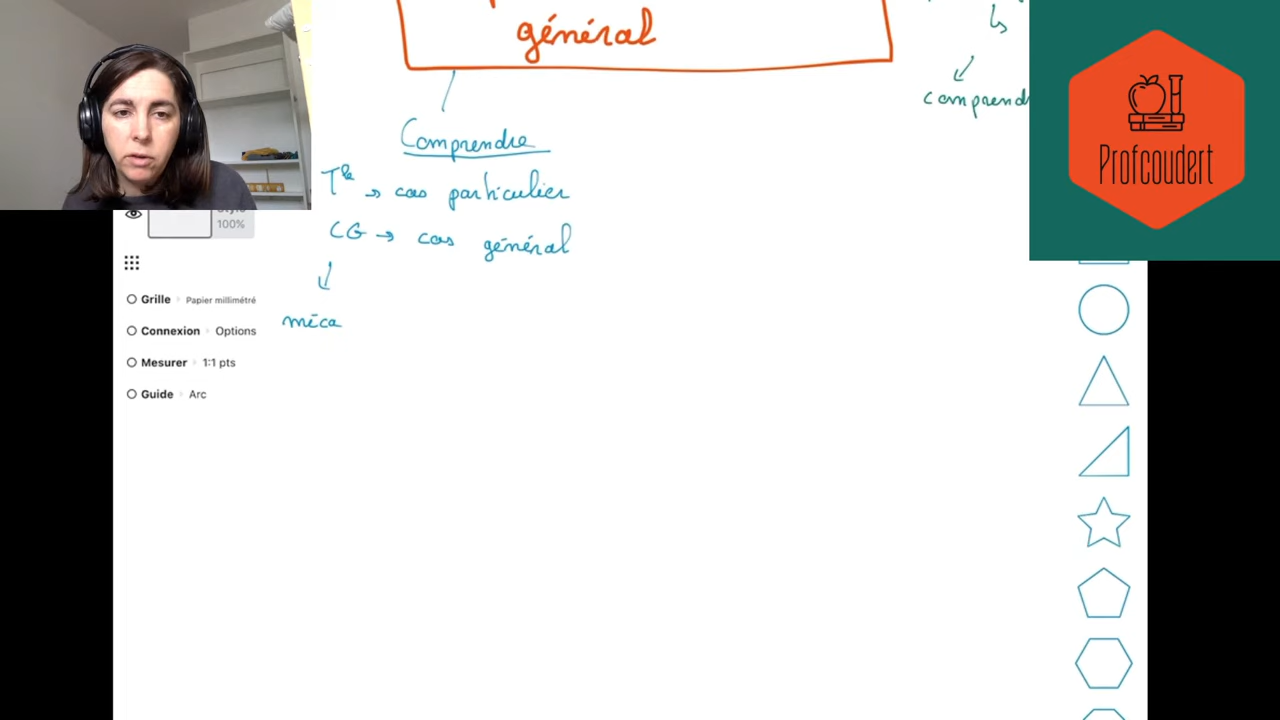 général
comprendre
Profcoudert
Comprendre
Tle → cas particulier
CG → cas général
méca
100%
Grille › Papier millimétré
Connexion › Options
Mesurer › 1:1 pts
Guide › Arc